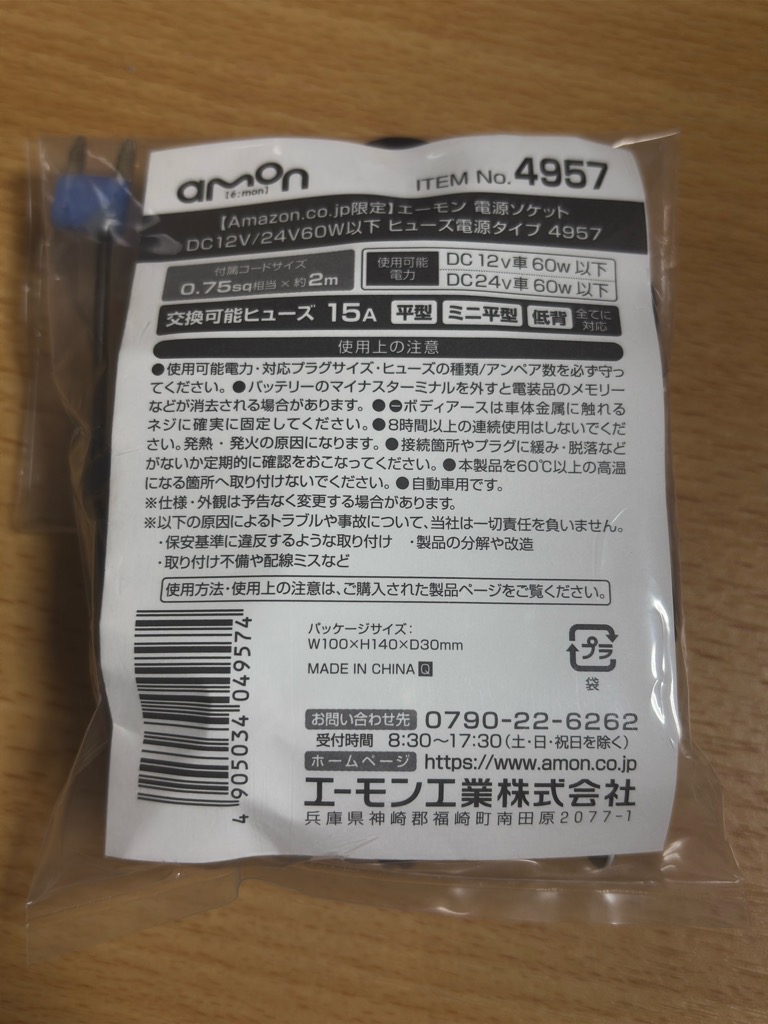 amon
[é:mon]
ITEM No.4957
【Amazon.co.jp限定】エーモン 電源ソケット
DC12V/24V60W以下 ヒューズ電源タイプ 4957
付属コードサイズ
0.75sq相当×約2m
使用可能
電力
DC12v車 60w以下
DC24v車 60w以下
交換可能ヒューズ 15A 平型 ミニ平型 低背 全てに
対応
使用上の注意
●使用可能電力・対応プラグサイズ・ヒューズの種類/アンペア数を必ず守っ
てください。●バッテリーのマイナスターミナルを外すと電装品のメモリー
などが消去される場合があります。●⊖ボディアースは車体金属に触れる
ネジに確実に固定してください。●8時間以上の連続使用はしないでくだ
さい。発熱・発火の原因になります。●接続箇所やプラグに緩み・脱落など
がないか定期的に確認をおこなってください。●本製品を60℃以上の高温
になる箇所へ取り付けないでください。●自動車用です。
※仕様・外観は予告なく変更する場合があります。
※以下の原因によるトラブルや事故について、当社は一切責任を負いません。
・保安基準に違反するような取り付け ・製品の分解や改造
・取り付け不備や配線ミスなど
使用方法・使用上の注意は、ご購入された製品ページをご覧ください。
4 905034 049574
パッケージサイズ:
W100×H140×D30mm
MADE IN CHINA Q
プラ
袋
お問い合わせ先 0790-22-6262
受付時間 8:30～17:30(土・日・祝日を除く)
ホームページ https://www.amon.co.jp
エーモン工業株式会社
兵庫県神崎郡福崎町南田原2077-1